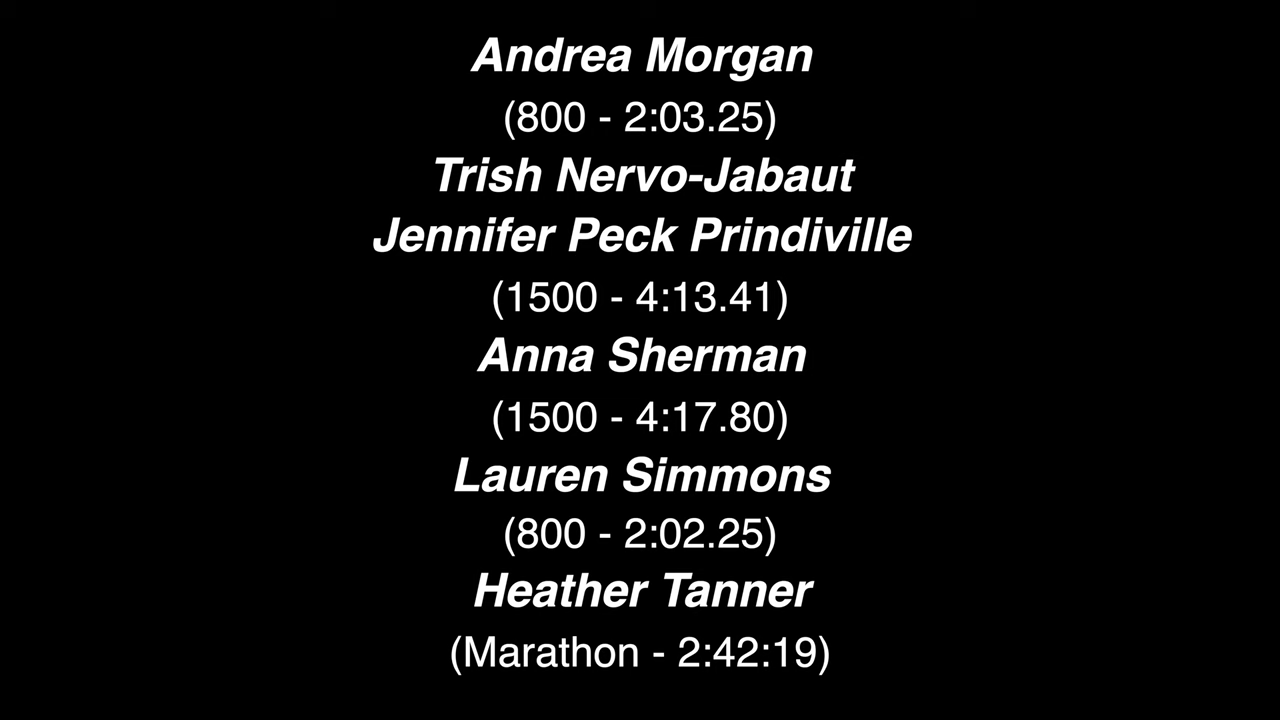 Andrea Morgan
(800 - 2:03.25)
Trish Nervo-Jabaut
Jennifer Peck Prindiville
(1500 - 4:13.41)
Anna Sherman
(1500 - 4:17.80)
Lauren Simmons
(800 - 2:02.25)
Heather Tanner
(Marathon - 2:42:19)